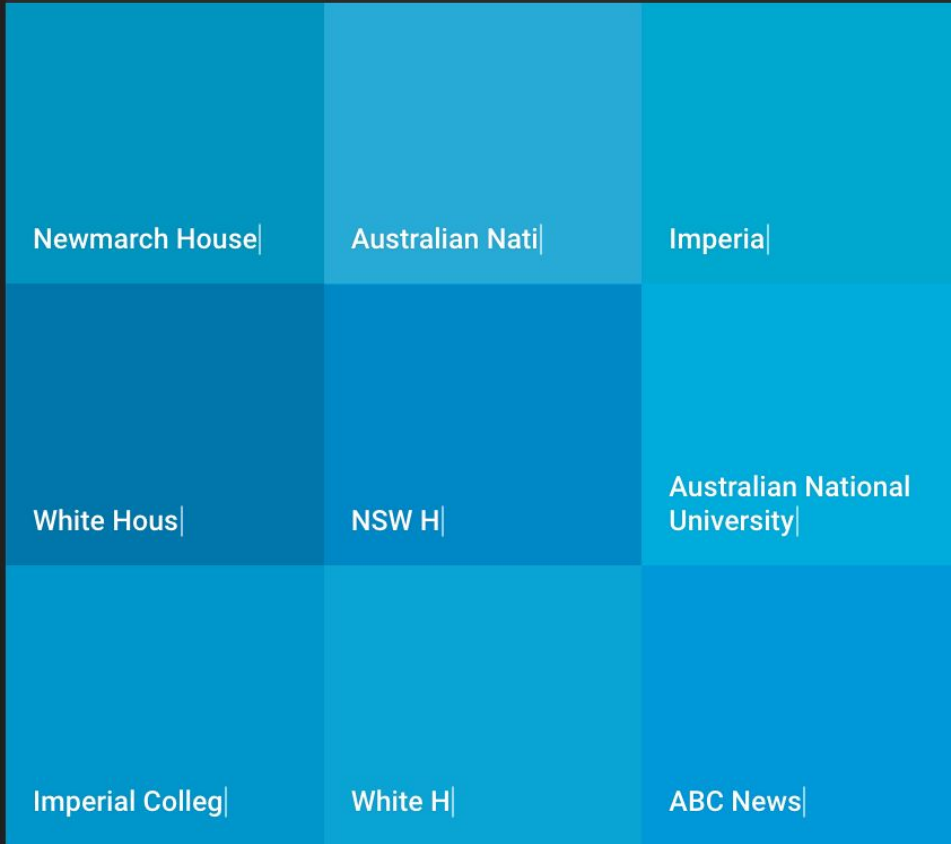 Newmarch House
Australian Nati
Imperia
White Hous
NSW H
Australian National
University
Imperial Colleg
White H
ABC News